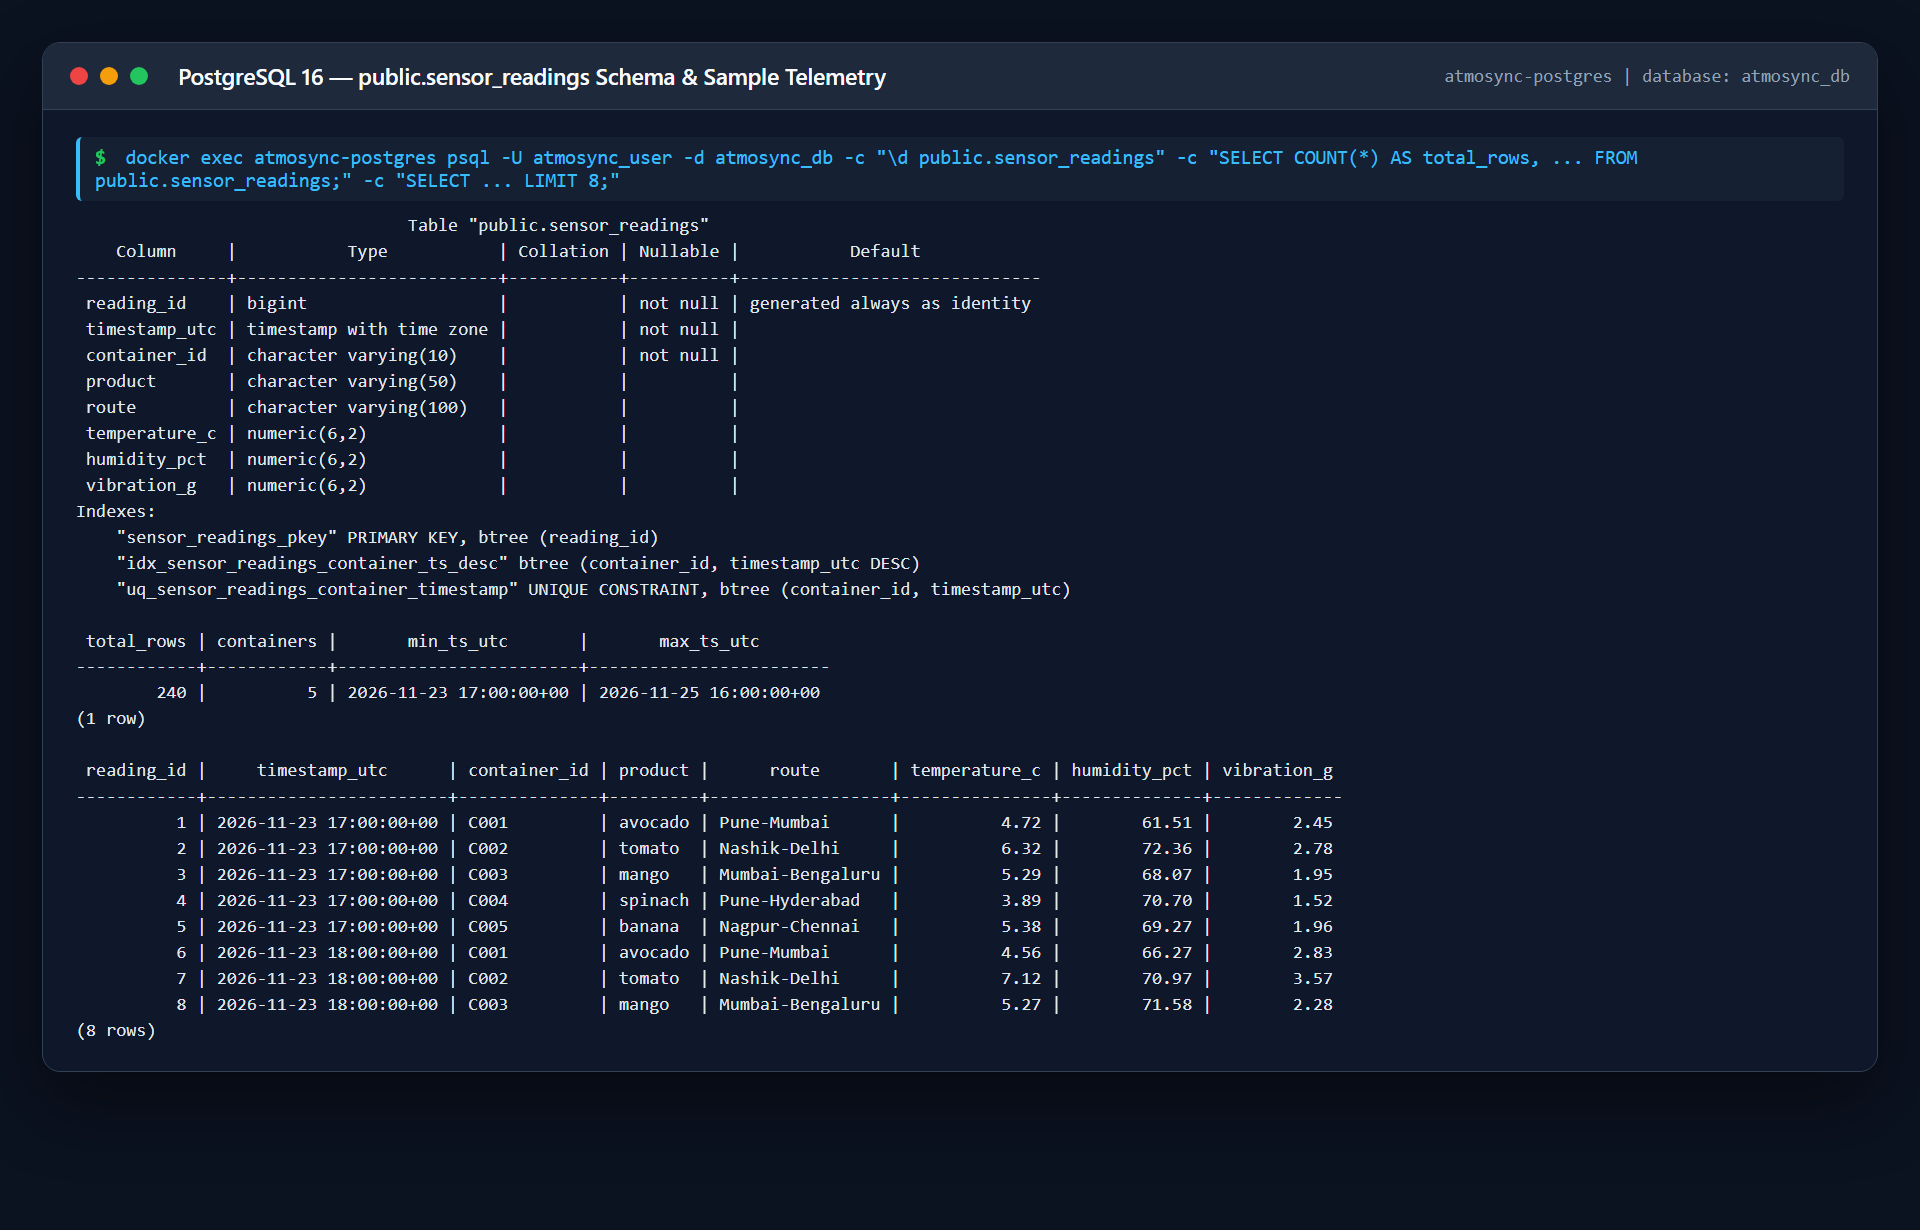 PostgreSQL 16 — public.sensor_readings Schema & Sample Telemetry
atmosync-postgres | database: atmosync_db
$ docker exec atmosync-postgres psql -U atmosync_user -d atmosync_db -c "\d public.sensor_readings" -c "SELECT COUNT(*) AS total_rows, ... FROM
public.sensor_readings;" -c "SELECT ... LIMIT 8;"
                                 Table "public.sensor_readings"
    Column     |           Type           | Collation | Nullable |           Default
---------------+--------------------------+-----------+----------+------------------------------
 reading_id    | bigint                   |           | not null | generated always as identity
 timestamp_utc | timestamp with time zone |           | not null |
 container_id  | character varying(10)    |           | not null |
 product       | character varying(50)    |           |          |
 route         | character varying(100)   |           |          |
 temperature_c | numeric(6,2)             |           |          |
 humidity_pct  | numeric(6,2)             |           |          |
 vibration_g   | numeric(6,2)             |           |          |
Indexes:
    "sensor_readings_pkey" PRIMARY KEY, btree (reading_id)
    "idx_sensor_readings_container_ts_desc" btree (container_id, timestamp_utc DESC)
    "uq_sensor_readings_container_timestamp" UNIQUE CONSTRAINT, btree (container_id, timestamp_utc)
 total_rows | containers |       min_ts_utc       |       max_ts_utc
------------+------------+------------------------+------------------------
        240 |          5 | 2026-11-23 17:00:00+00 | 2026-11-25 16:00:00+00
(1 row)
 reading_id |     timestamp_utc      | container_id | product |      route       | temperature_c | humidity_pct | vibration_g
------------+------------------------+--------------+---------+------------------+---------------+--------------+-------------
          1 | 2026-11-23 17:00:00+00 | C001         | avocado | Pune-Mumbai      |          4.72 |        61.51 |        2.45
          2 | 2026-11-23 17:00:00+00 | C002         | tomato  | Nashik-Delhi     |          6.32 |        72.36 |        2.78
          3 | 2026-11-23 17:00:00+00 | C003         | mango   | Mumbai-Bengaluru |          5.29 |        68.07 |        1.95
          4 | 2026-11-23 17:00:00+00 | C004         | spinach | Pune-Hyderabad   |          3.89 |        70.70 |        1.52
          5 | 2026-11-23 17:00:00+00 | C005         | banana  | Nagpur-Chennai   |          5.38 |        69.27 |        1.96
          6 | 2026-11-23 18:00:00+00 | C001         | avocado | Pune-Mumbai      |          4.56 |        66.27 |        2.83
          7 | 2026-11-23 18:00:00+00 | C002         | tomato  | Nashik-Delhi     |          7.12 |        70.97 |        3.57
          8 | 2026-11-23 18:00:00+00 | C003         | mango   | Mumbai-Bengaluru |          5.27 |        71.58 |        2.28
(8 rows)